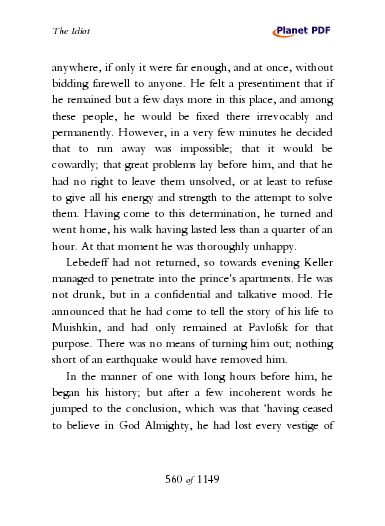 The Idiot
Planet PDF
anywhere, if only it were far enough, and at once, without
bidding farewell to anyone. He felt a presentiment that if
he remained but a few days more in this place, and among
these people, he would be fixed there irrevocably and
permanently. However, in a very few minutes he decided
that to run away was impossible; that it would be
cowardly; that great problems lay before him, and that he
had no right to leave them unsolved, or at least to refuse
to give all his energy and strength to the attempt to solve
them. Having come to this determination, he turned and
went home, his walk having lasted less than a quarter of an
hour. At that moment he was thoroughly unhappy.
Lebedeff had not returned, so towards evening Keller
managed to penetrate into the prince's apartments. He was
not drunk, but in a confidential and talkative mood. He
announced that he had come to tell the story of his life to
Muishkin, and had only remained at Pavlofsk for that
purpose. There was no means of turning him out; nothing
short of an earthquake would have removed him.
In the manner of one with long hours before him, he
began his history; but after a few incoherent words he
jumped to the conclusion, which was that ‘having ceased
to believe in God Almighty, he had lost every vestige of
560 of 1149